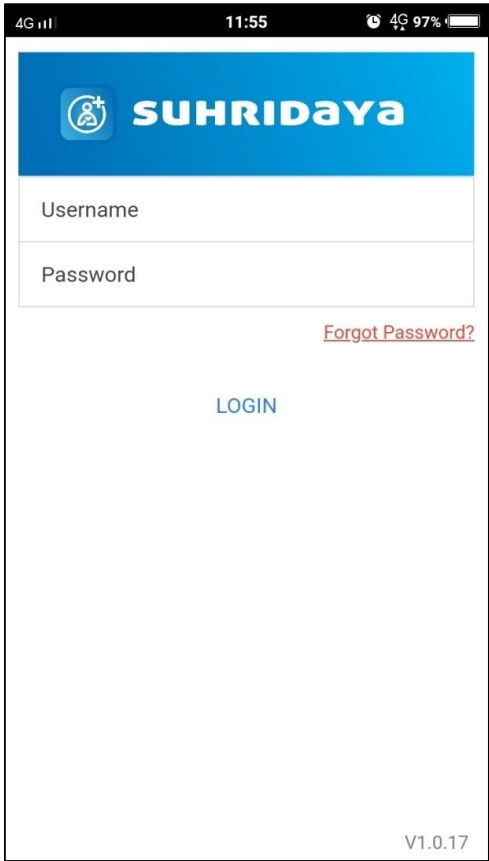 4G 11:55 4G 97%
SUHRIDaYa
Username
Password
Forgot Password?
LOGIN
V1.0.17